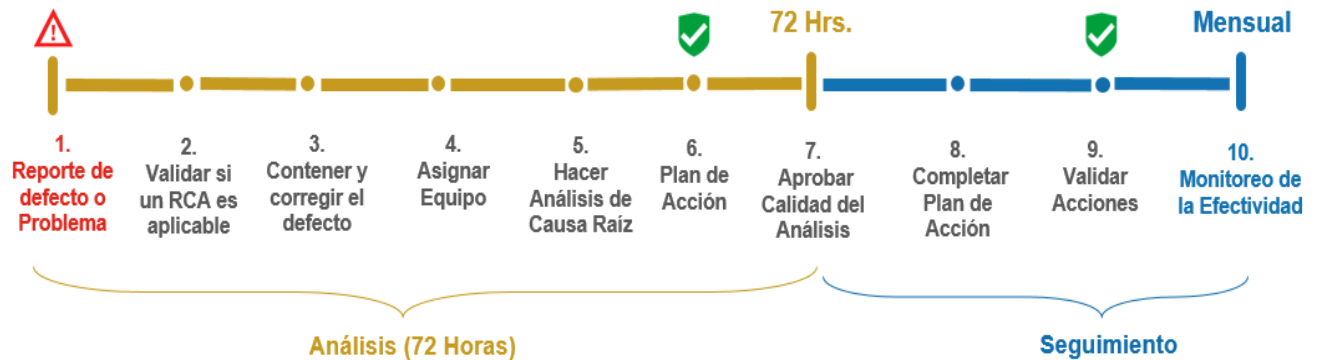 72 Hrs.
Mensual
1.
Reporte de
defecto o
Problema
2.
Validar si
un RCA es
aplicable
3.
Contener y
corregir el
defecto
4.
Asignar
Equipo
5.
Hacer
Análisis de
Causa Raíz
6.
Plan de
Acción
7.
Aprobar
Calidad del
Análisis
8.
Completar
Plan de
Acción
9.
Validar
Acciones
10.
Monitoreo de
la Efectividad
Análisis (72 Horas)
Seguimiento